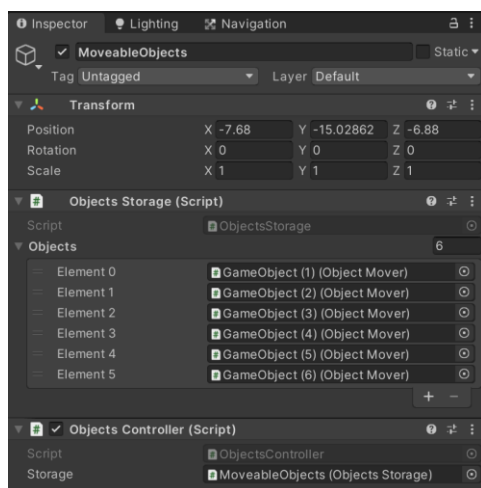 Inspector Lighting Navigation
MoveableObjects Static
Tag Untagged Layer Default
Transform
Position X -7.68 Y -15.02862 Z -6.88
Rotation X 0 Y 0 Z 0
Scale X 1 Y 1 Z 1
# Objects Storage (Script)
Script # ObjectsStorage
Objects 6
Element 0 # GameObject (1) (Object Mover)
Element 1 # GameObject (2) (Object Mover)
Element 2 # GameObject (3) (Object Mover)
Element 3 # GameObject (4) (Object Mover)
Element 4 # GameObject (5) (Object Mover)
Element 5 # GameObject (6) (Object Mover)
+ -
# Objects Controller (Script)
Script # ObjectsController
Storage # MoveableObjects (Objects Storage)